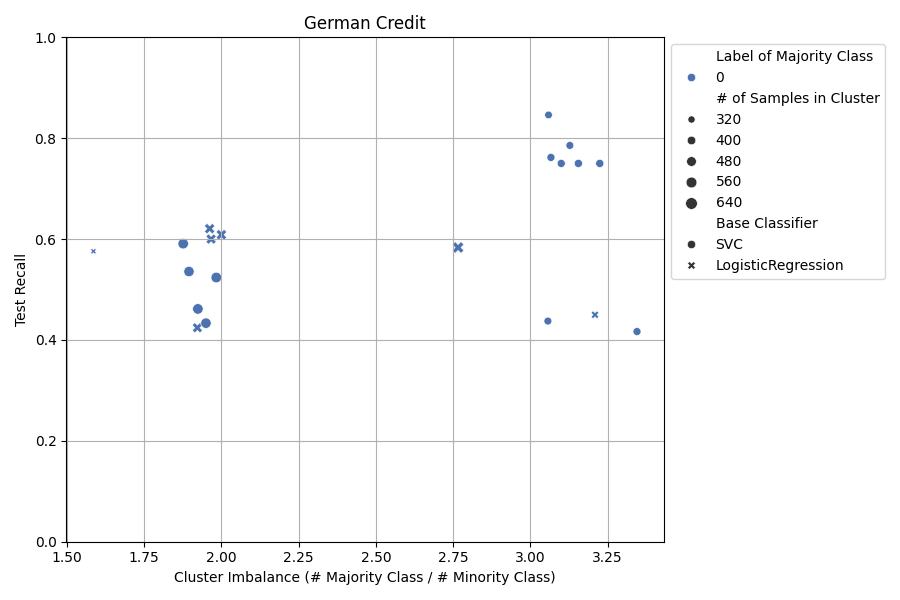 German Credit
Test Recall
1.0
0.8
0.6
0.4
0.2
0.0
1.50 1.75 2.00 2.25 2.50 2.75 3.00 3.25
Cluster Imbalance (# Majority Class / # Minority Class)
Label of Majority Class
0
# of Samples in Cluster
320
400
480
560
640
Base Classifier
SVC
LogisticRegression